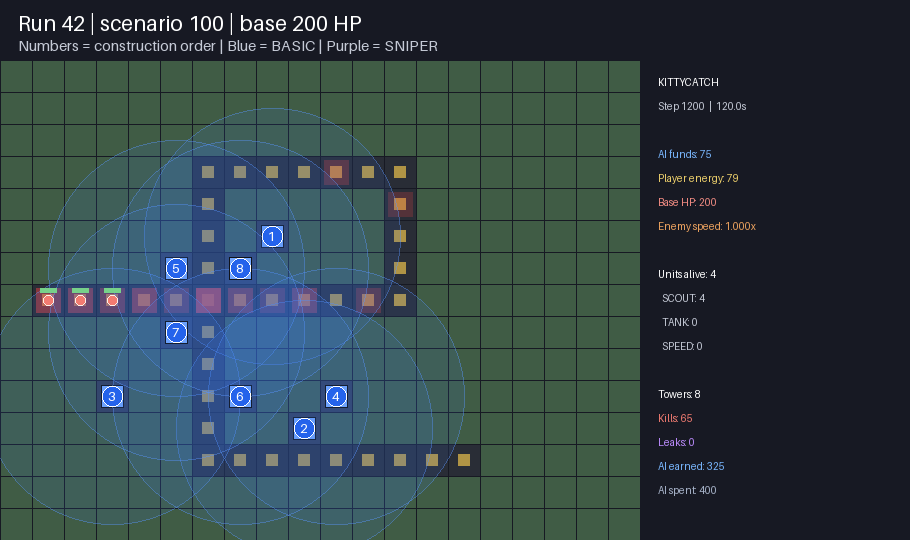 Run 42 | scenario 100 | base 200 HP
Numbers = construction order | Blue = BASIC | Purple = SNIPER
KITTYCATCH
Step 1200 | 120.0s
AI funds: 75
Player energy: 79
Base HP: 200
Enemy speed: 1.000x
Units alive: 4
SCOUT: 4
TANK: 0
SPEED: 0
Towers: 8
Kills: 65
Leaks: 0
AI earned: 325
AI spent: 400
1
5
8
7
3
6
4
2